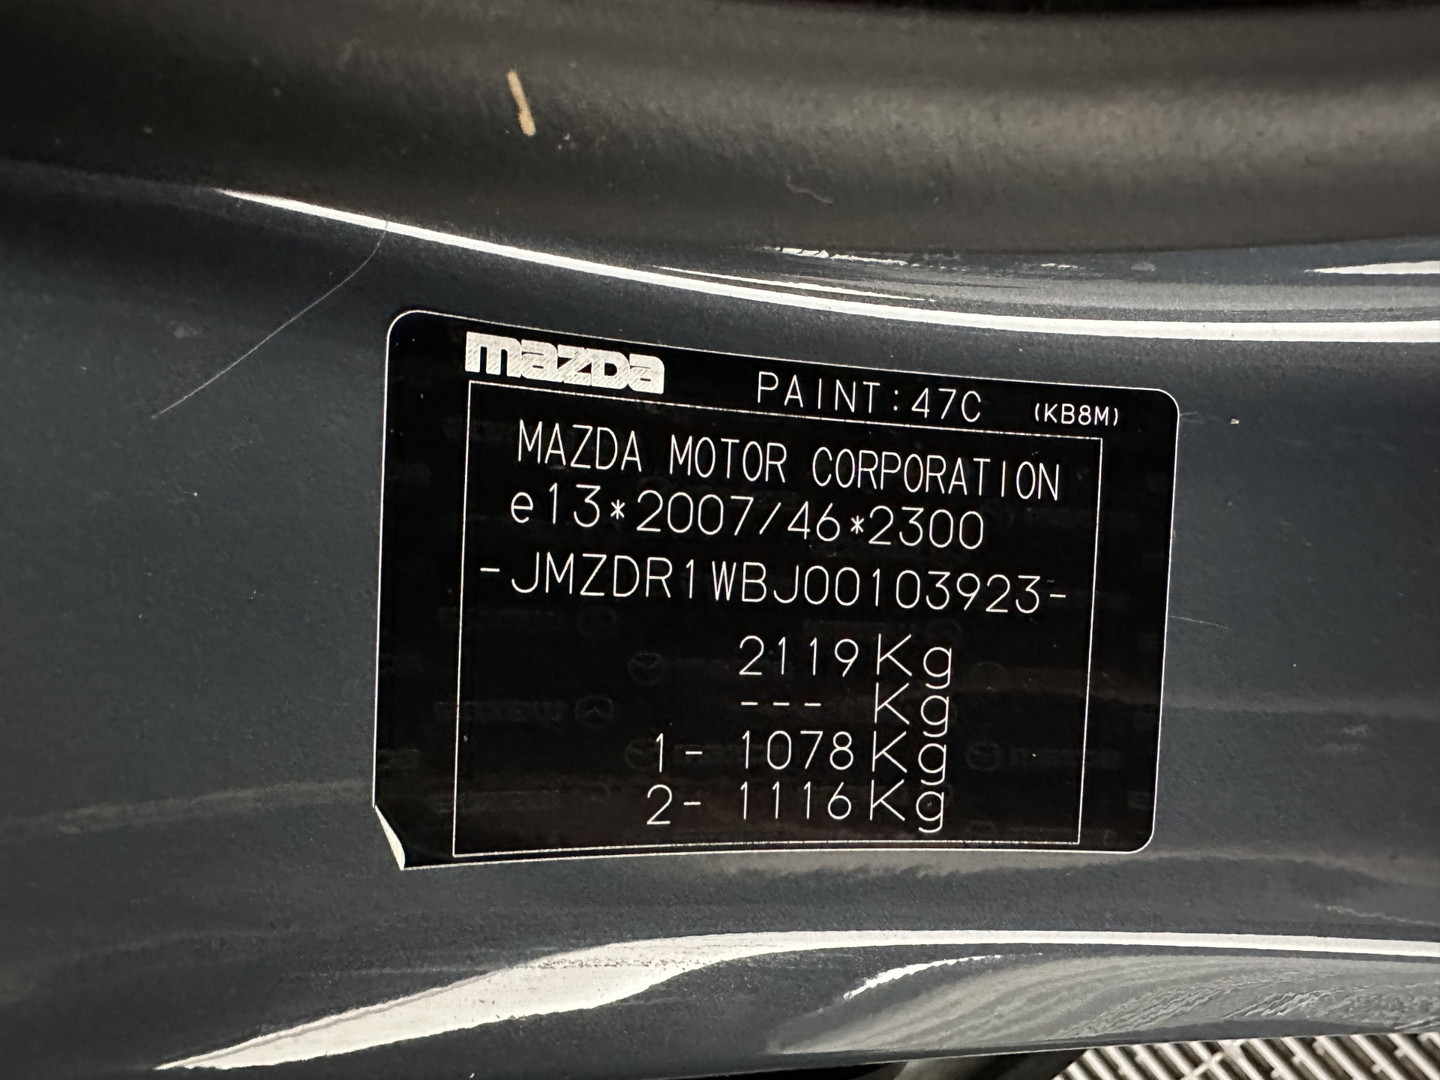 mazda PAINT:47C (KB8M)
MAZDA MOTOR CORPORATION
e13*2007/46*2300
-JMZDR1WBJ00103923-
2119Kg
--- Kg
1- 1078Kg
2- 1116Kg